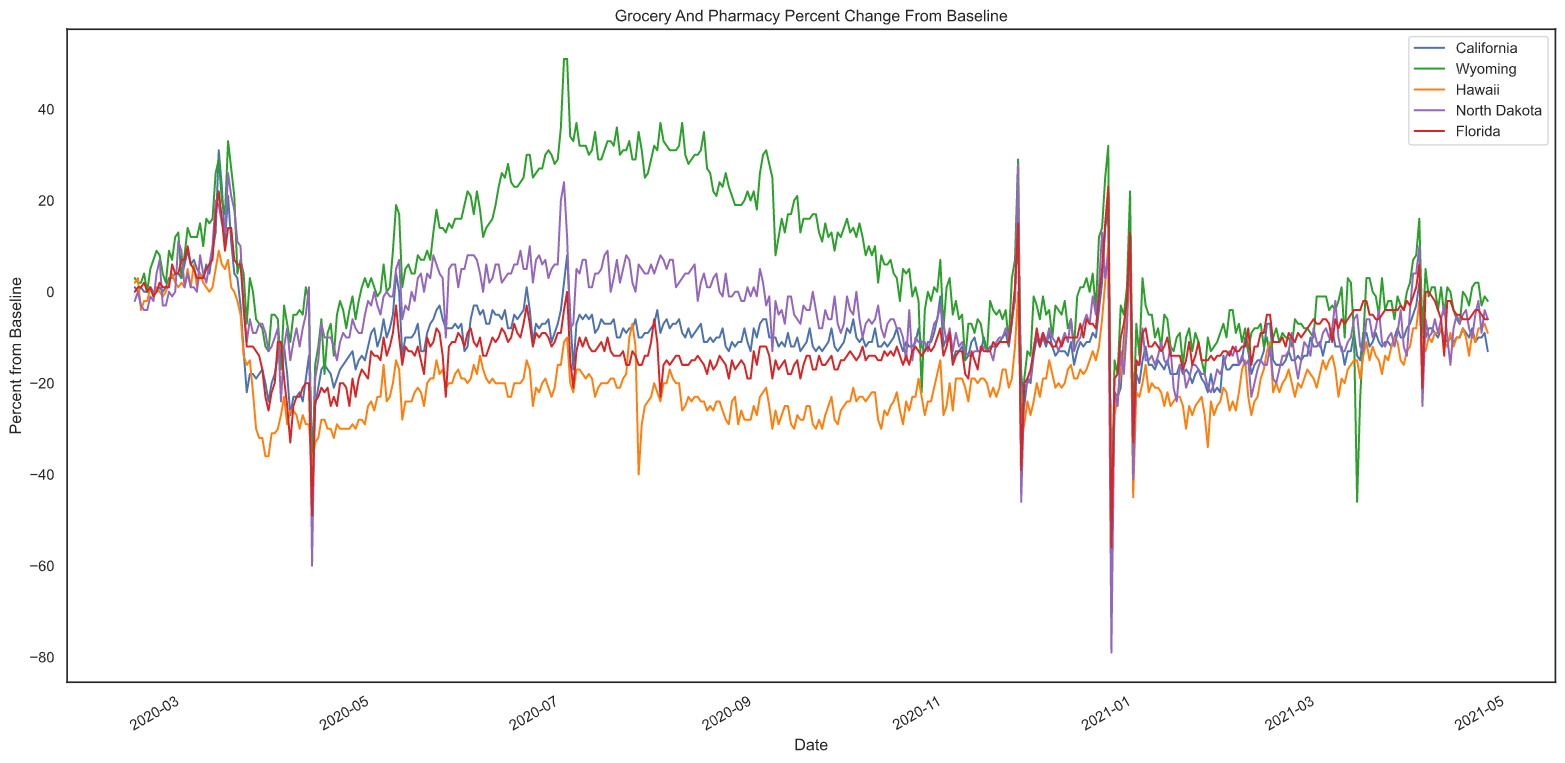 Grocery And Pharmacy Percent Change From Baseline
California
Wyoming
Hawaii
North Dakota
Florida
Percent from Baseline
40
20
0
−20
−40
−60
−80
2020-03
2020-05
2020-07
2020-09
2020-11
2021-01
2021-03
2021-05
Date